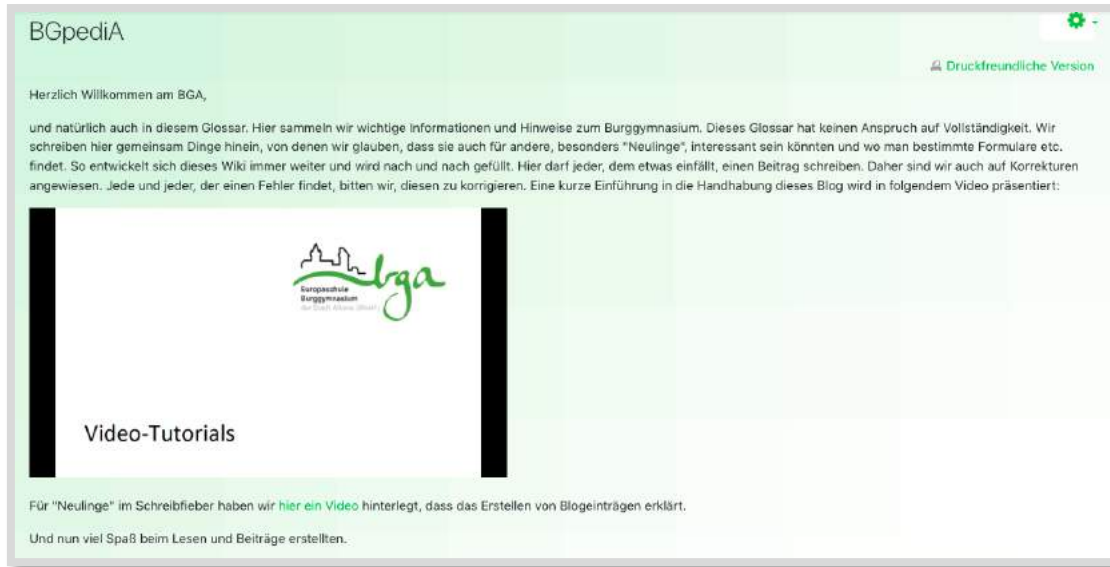 BGpediA
Druckfreundliche Version
Herzlich Willkommen am BGA,
und natürlich auch in diesem Glossar. Hier sammeln wir wichtige Informationen und Hinweise zum Burggymnasium. Dieses Glossar hat keinen Anspruch auf Vollständigkeit. Wir
schreiben hier gemeinsam Dinge hinein, von denen wir glauben, dass sie auch für andere, besonders "Neulinge", interessant sein könnten und wo man bestimmte Formulare etc.
findet. So entwickelt sich dieses Wiki immer weiter und wird nach und nach gefüllt. Hier darf jeder, dem etwas einfällt, einen Beitrag schreiben. Daher sind wir auch auf Korrekturen
angewiesen. Jede und jeder, der einen Fehler findet, bitten wir, diesen zu korrigieren. Eine kurze Einführung in die Handhabung dieses Blog wird in folgendem Video präsentiert:
bga
Europaschule
Burggymnasium
der Stadt
Video-Tutorials
Für "Neulinge" im Schreibfieber haben wir hier ein Video hinterlegt, dass das Erstellen von Blogeinträgen erklärt.
Und nun viel Spaß beim Lesen und Beiträge erstellten.